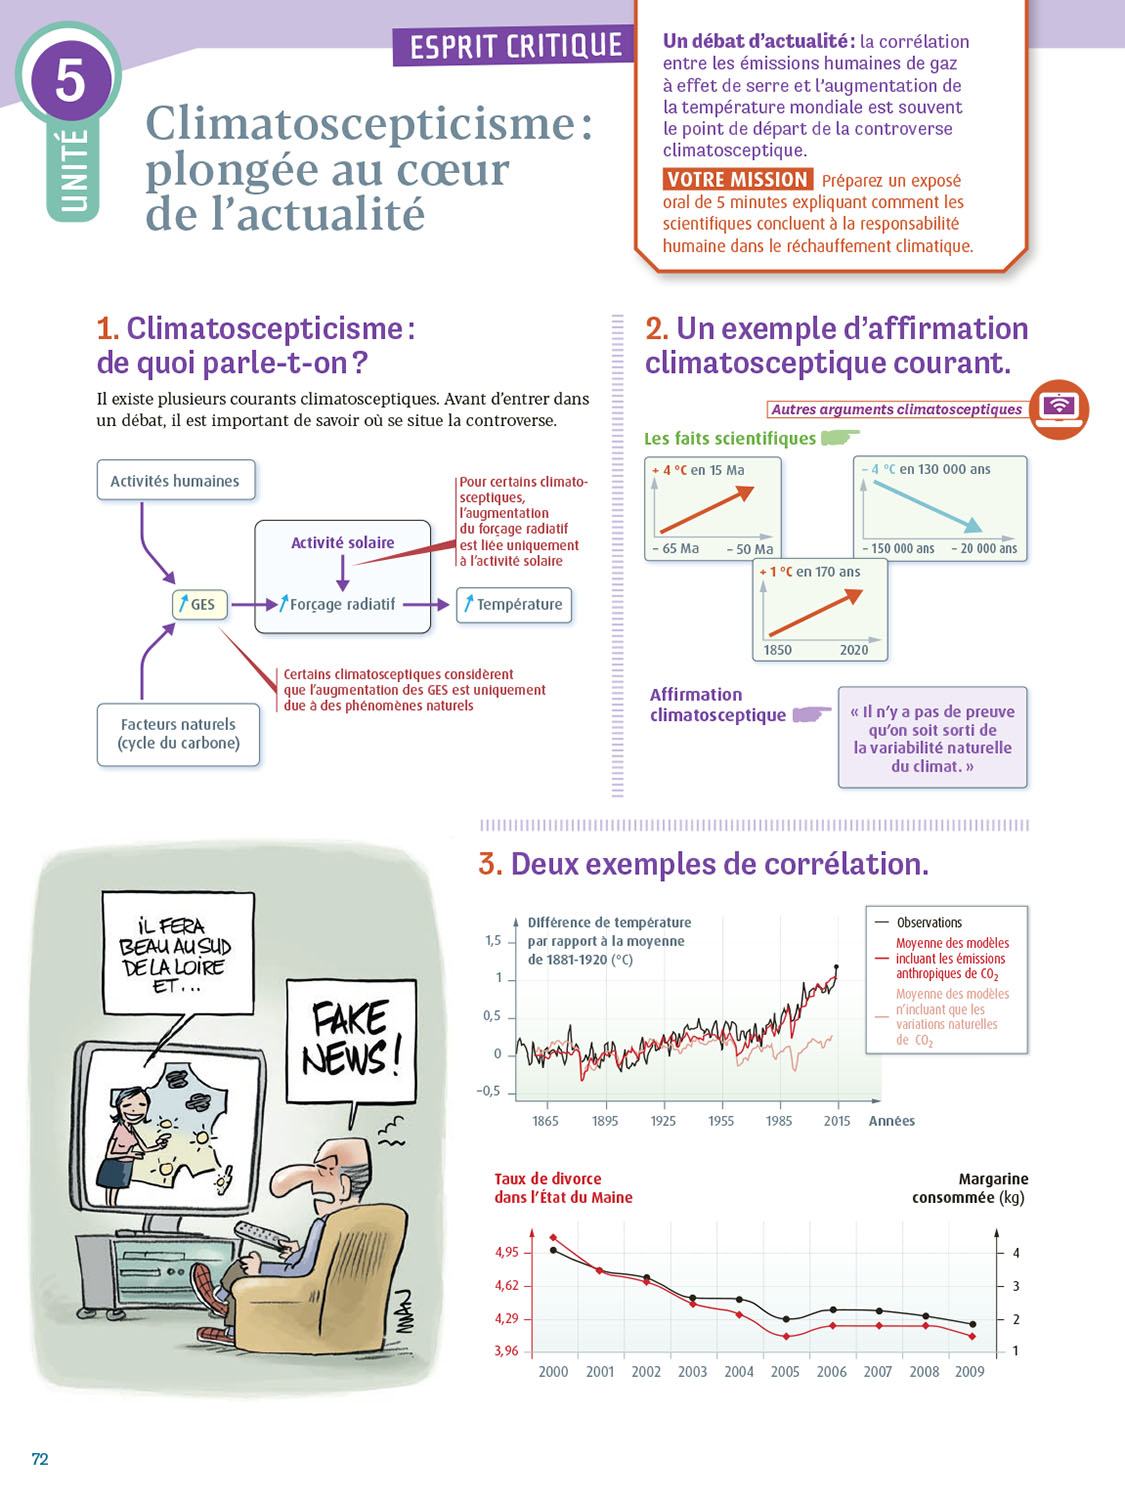 5
UNITÉ
ESPRIT CRITIQUE
Climatoscepticisme :
plongée au cœur
de l'actualité
Un débat d'actualité : la corrélation
entre les émissions humaines de gaz
à effet de serre et l'augmentation de
la température mondiale est souvent
le point de départ de la controverse
climatosceptique.
VOTRE MISSION Préparez un exposé
oral de 5 minutes expliquant comment les
scientifiques concluent à la responsabilité
humaine dans le réchauffement climatique.
1. Climatoscepticisme :
de quoi parle-t-on ?
Il existe plusieurs courants climatosceptiques. Avant d'entrer dans
un débat, il est important de savoir où se situe la controverse.
Activités humaines
Activité solaire
Pour certains climato-
sceptiques,
l'augmentation
du forçage radiatif
est liée uniquement
à l'activité solaire
GES
Forçage radiatif
Température
Certains climatosceptiques considèrent
que l'augmentation des GES est uniquement
due à des phénomènes naturels
Facteurs naturels
(cycle du carbone)
2. Un exemple d'affirmation
climatosceptique courant.
Autres arguments climatosceptiques
Les faits scientifiques
+ 4 °C en 15 Ma
– 65 Ma – 50 Ma
– 4 °C en 130 000 ans
– 150 000 ans – 20 000 ans
+ 1 °C en 170 ans
1850 2020
Affirmation
climatosceptique
« Il n'y a pas de preuve
qu'on soit sorti de
la variabilité naturelle
du climat. »
IL FERA
BEAU AU SUD
DE LA LOIRE
ET...
FAKE
NEWS !
MAN
3. Deux exemples de corrélation.
Différence de température
par rapport à la moyenne
de 1881-1920 (°C)
1,5
1
0,5
0
–0,5
1865 1895 1925 1955 1985 2015 Années
Observations
Moyenne des modèles
incluant les émissions
anthropiques de CO₂
Moyenne des modèles
n'incluant que les
variations naturelles
de CO₂
Taux de divorce
dans l'État du Maine
Margarine
consommée (kg)
4,95 4
4,62 3
4,29 2
3,96 1
2000 2001 2002 2003 2004 2005 2006 2007 2008 2009
72